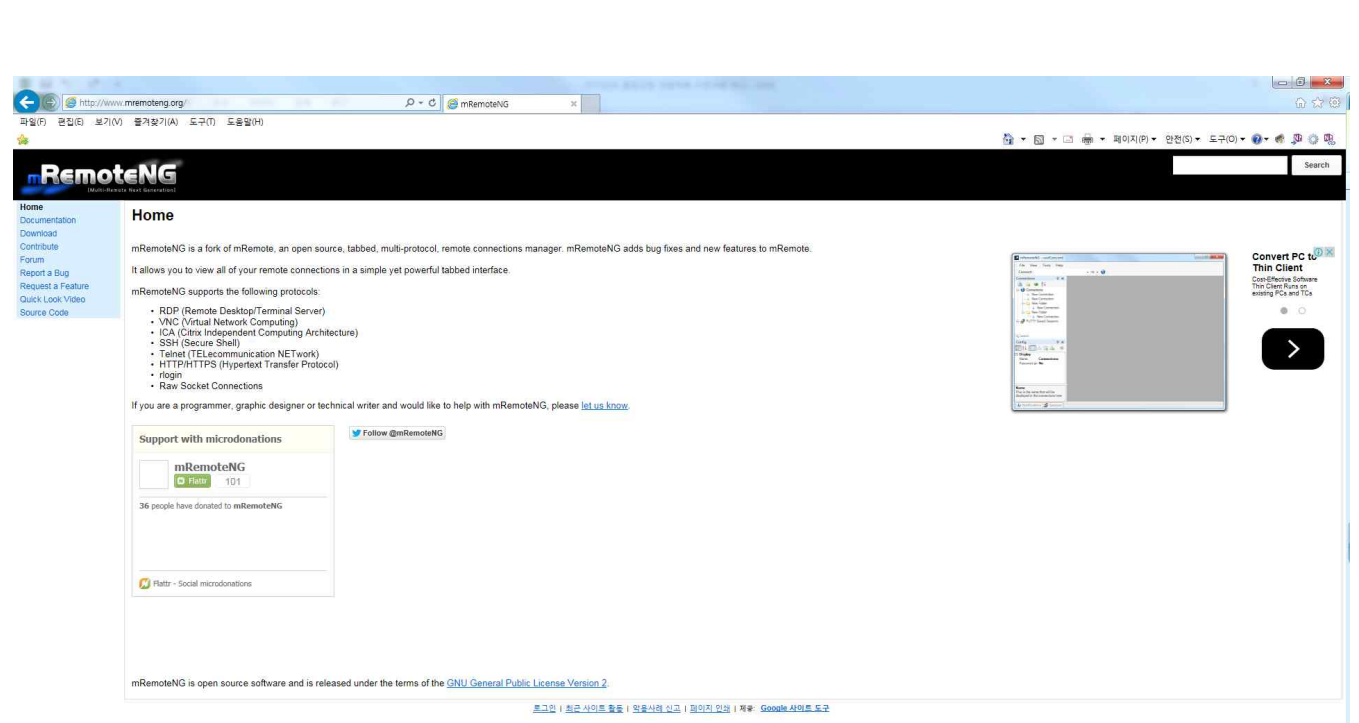 http://www.mremoteng.org/
mRemoteNG
파일(F) 편집(E) 보기(V) 즐겨찾기(A) 도구(T) 도움말(H)
페이지(P) 안전(S) 도구(O)
mRemoteNG
[Multi-Remote Next Generation]
Search
Home
Documentation
Download
Contribute
Forum
Report a Bug
Request a Feature
Quick Look Video
Source Code
Home
mRemoteNG is a fork of mRemote, an open source, tabbed, multi-protocol, remote connections manager. mRemoteNG adds bug fixes and new features to mRemote.
It allows you to view all of your remote connections in a simple yet powerful tabbed interface.
mRemoteNG supports the following protocols:
• RDP (Remote Desktop/Terminal Server)
• VNC (Virtual Network Computing)
• ICA (Citrix Independent Computing Architecture)
• SSH (Secure Shell)
• Telnet (TELecommunication NETwork)
• HTTP/HTTPS (Hypertext Transfer Protocol)
• rlogin
• Raw Socket Connections
If you are a programmer, graphic designer or technical writer and would like to help with mRemoteNG, please let us know.
Convert PC to
Thin Client
Cost-Effective Software
Thin Client Runs on
existing PCs and TCs
Support with microdonations
mRemoteNG
Flattr 101
36 people have donated to mRemoteNG
Flattr - Social microdonations
Follow @mRemoteNG
mRemoteNG is open source software and is released under the terms of the GNU General Public License Version 2.
로그인 | 최근 사이트 활동 | 악용사례 신고 | 페이지 인쇄 | 제공: Google 사이트 도구